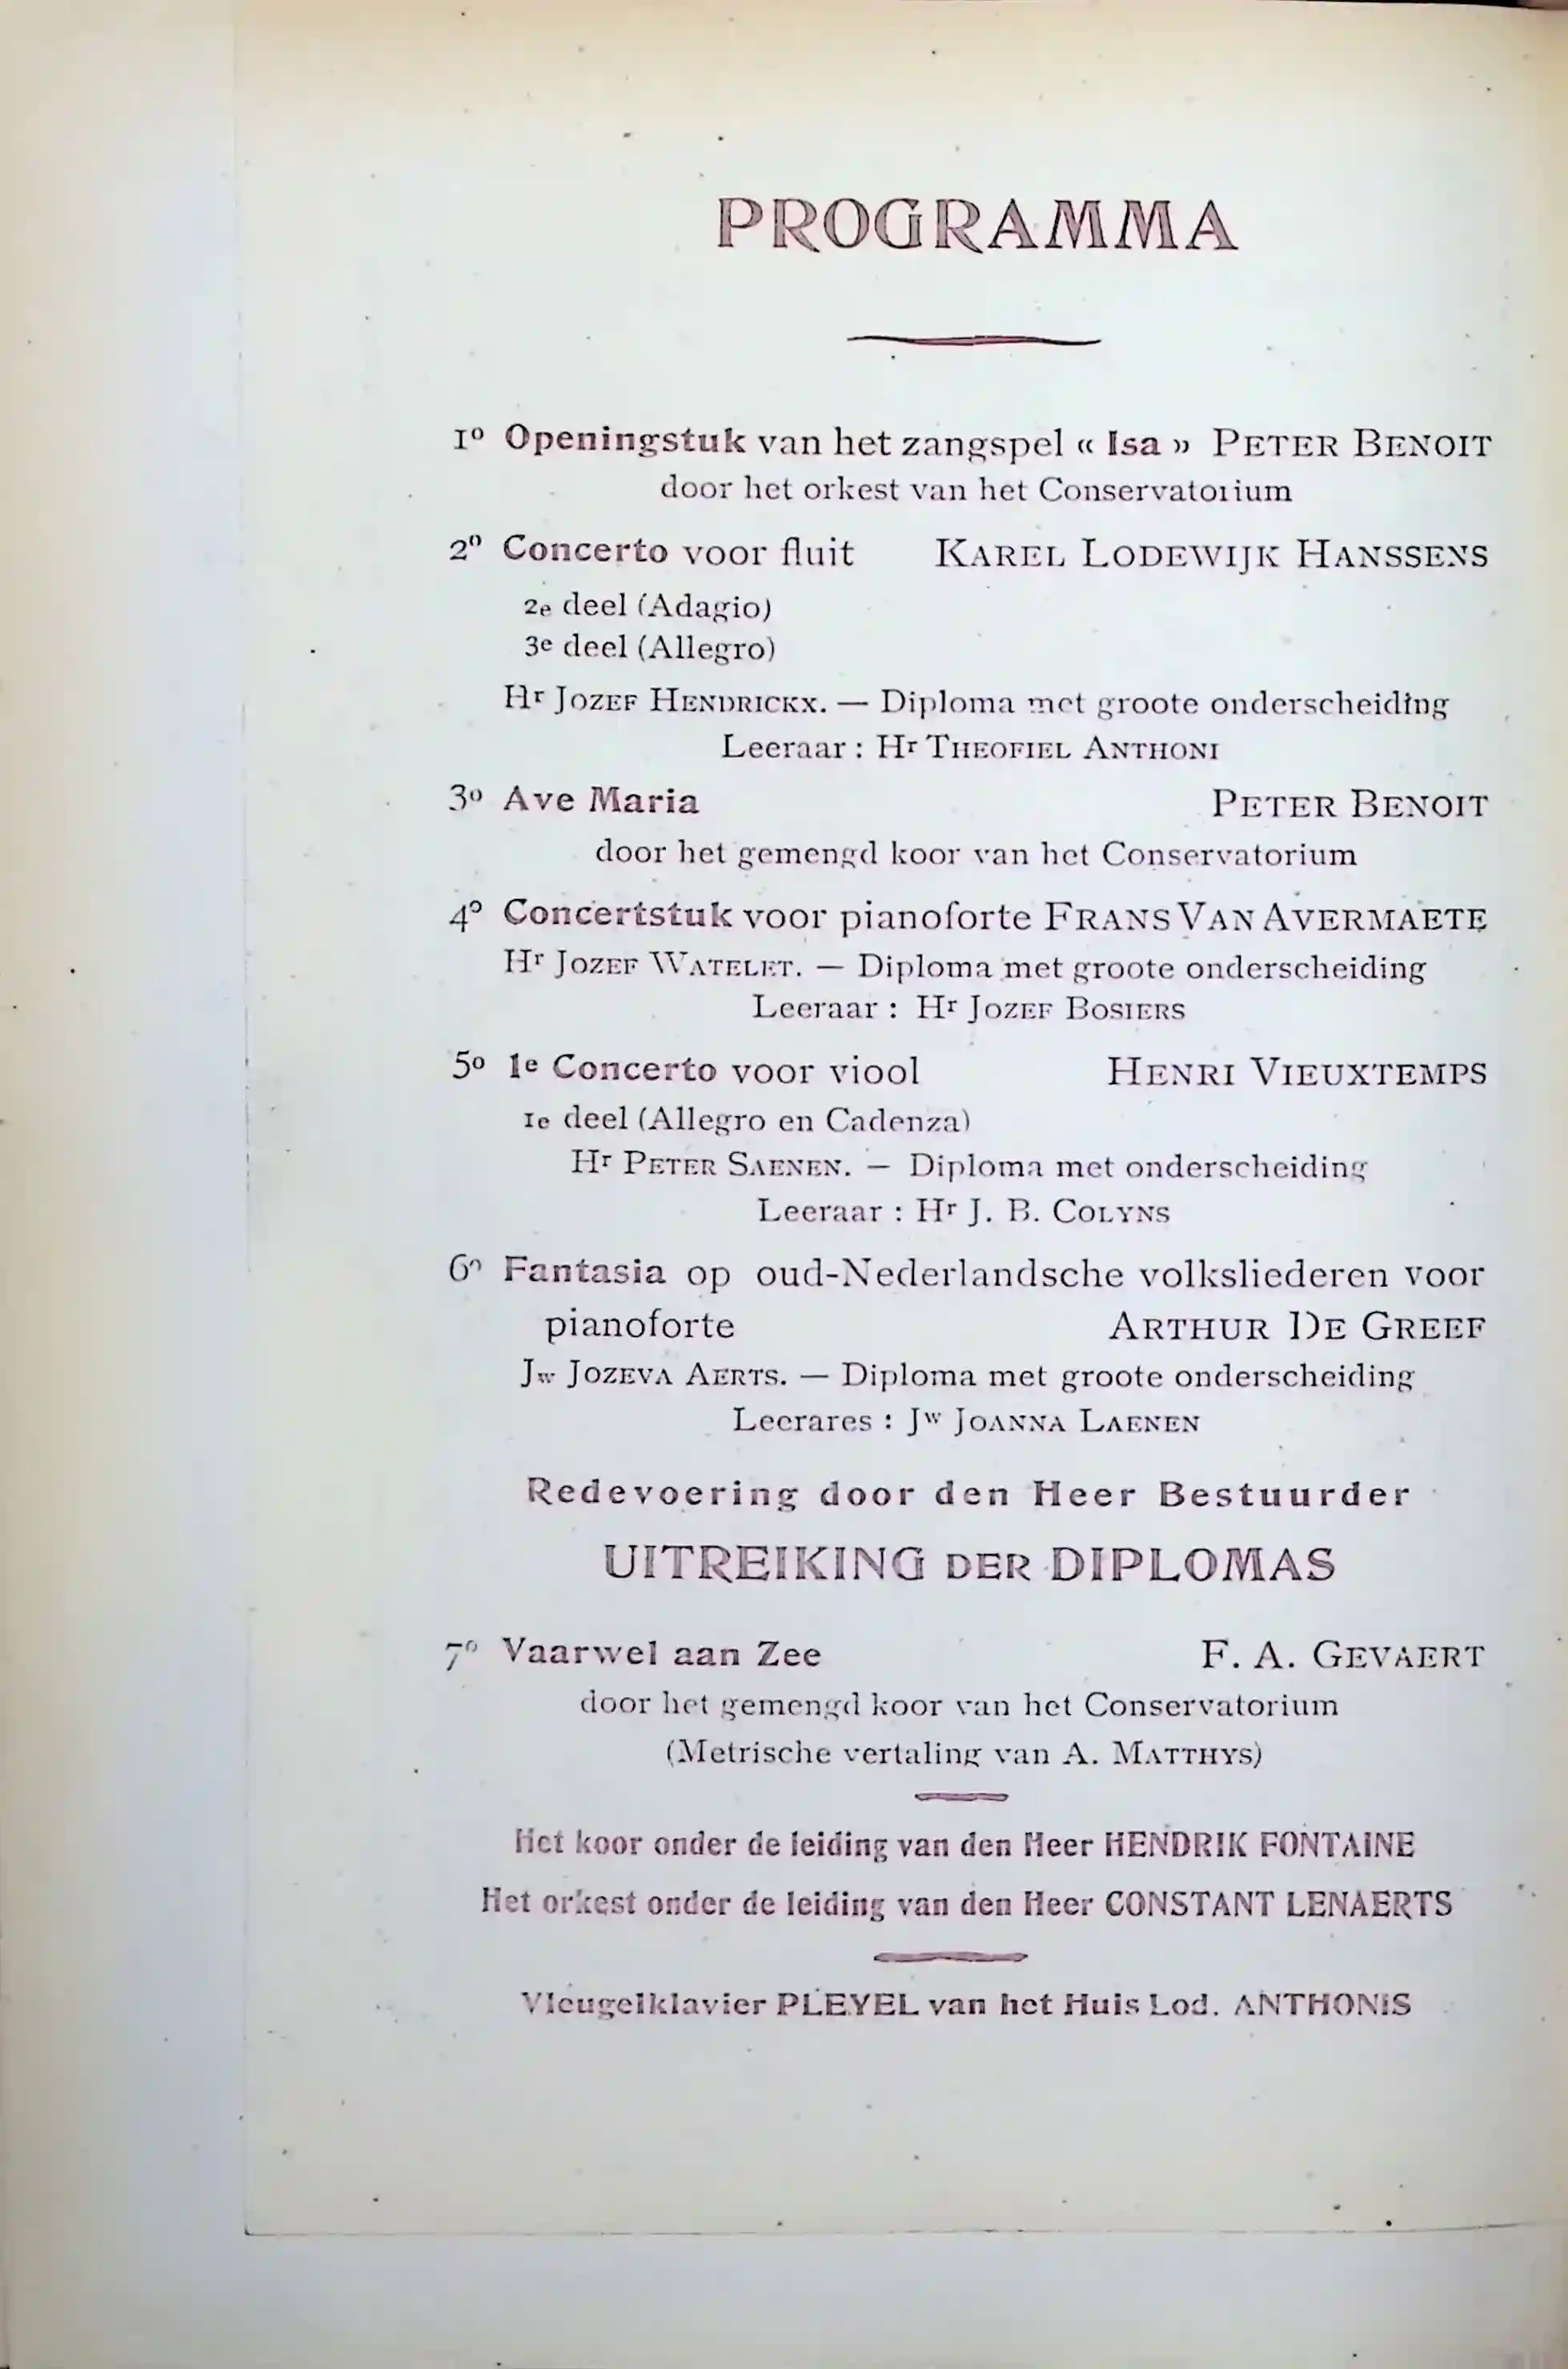 PROGRAMMA
1º Openingstuk van het zangspel « Isa » PETER BENOIT
door het orkest van het Conservatorium
2º Concerto voor fluit KAREL LODEWIJK HANSSENS
2e deel (Adagio)
3e deel (Allegro)
Hr JOZEF HENDRICKX. — Diploma met groote onderscheiding
Leeraar : Hr THEOFIEL ANTHONI
3º Ave Maria PETER BENOIT
door het gemengd koor van het Conservatorium
4º Concertstuk voor pianoforte FRANS VAN AVERMAETE
Hr JOZEF WATELET. — Diploma met groote onderscheiding
Leeraar : Hr JOZEF BOSIERS
5º 1e Concerto voor viool HENRI VIEUXTEMPS
1e deel (Allegro en Cadenza)
Hr PETER SAENEN. — Diploma met onderscheiding
Leeraar : Hr J. B. COLYNS
6º Fantasia op oud-Nederlandsche volksliederen voor
pianoforte ARTHUR DE GREEF
Jw JOZEVA AERTS. — Diploma met groote onderscheiding
Leerares : Jw JOANNA LAENEN
Redevoering door den Heer Bestuurder
UITREIKING DER DIPLOMAS
7º Vaarwel aan Zee F. A. GEVAERT
door het gemengd koor van het Conservatorium
(Metrische vertaling van A. MATTHYS)
Het koor onder de leiding van den Heer HENDRIK FONTAINE
Het orkest onder de leiding van den Heer CONSTANT LENAERTS
Vleugelklavier PLEYEL van het Huis Lod. ANTHONIS